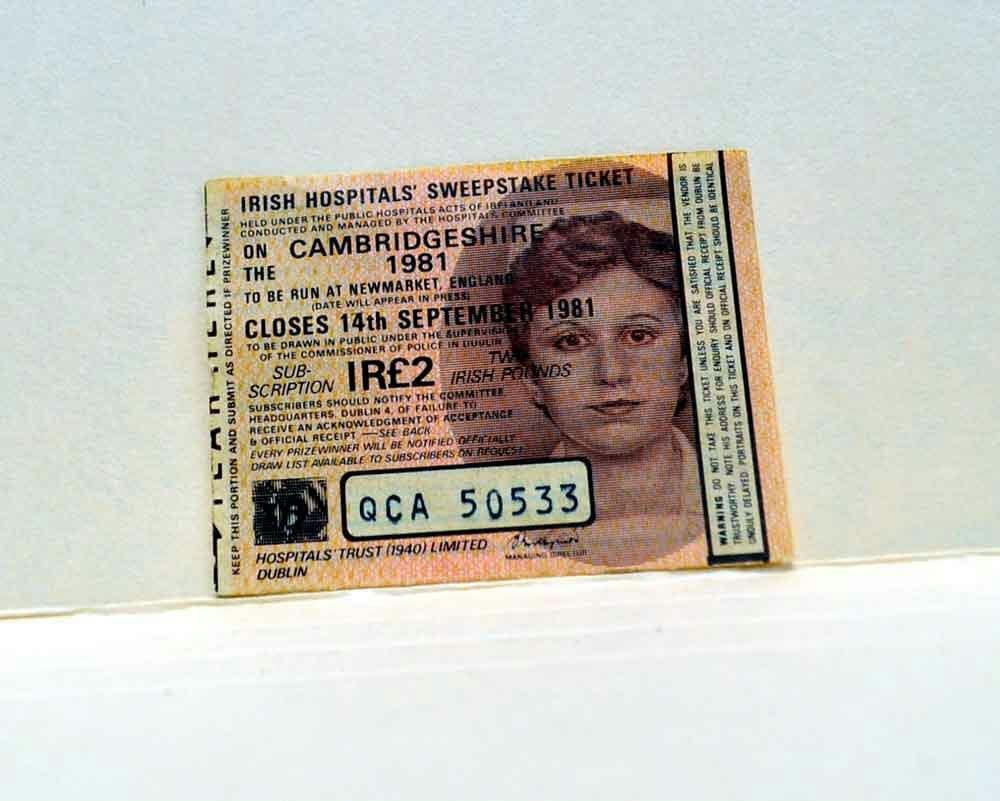 IRISH HOSPITALS' SWEEPSTAKE TICKET
HELD UNDER THE PUBLIC HOSPITALS ACTS OF IRELAND AND
CONDUCTED AND MANAGED BY THE HOSPITALS COMMITTEE
ON CAMBRIDGESHIRE
THE 1981
TO BE RUN AT NEWMARKET, ENGLAND
(DATE WILL APPEAR IN PRESS)
CLOSES 14th SEPTEMBER 1981
TO BE DRAWN IN PUBLIC UNDER THE SUPERVISION
OF THE COMMISSIONER OF POLICE IN DUBLIN
SUB-
SCRIPTION IR£2 TWO
IRISH POUNDS
SUBSCRIBERS SHOULD NOTIFY THE COMMITTEE
HEADQUARTERS, DUBLIN 4, OF FAILURE TO
RECEIVE AN ACKNOWLEDGMENT OF ACCEPTANCE
& OFFICIAL RECEIPT—SEE BACK
EVERY PRIZEWINNER WILL BE NOTIFIED OFFICIALLY
DRAW LIST AVAILABLE TO SUBSCRIBERS ON REQUEST
QCA 50533
HOSPITALS' TRUST (1940) LIMITED
DUBLIN
MANAGING DIRECTOR
KEEP THIS PORTION AND SUBMIT AS DIRECTED IF PRIZEWINNER
WARNING DO NOT TAKE THIS TICKET UNLESS YOU ARE SATISFIED THAT THE VENDOR IS
TRUSTWORTHY. NOTE HIS ADDRESS FOR ENQUIRY SHOULD OFFICIAL RECEIPT FROM DUBLIN BE
UNDULY DELAYED. PORTRAITS ON THIS TICKET AND ON OFFICIAL RECEIPT SHOULD BE IDENTICAL